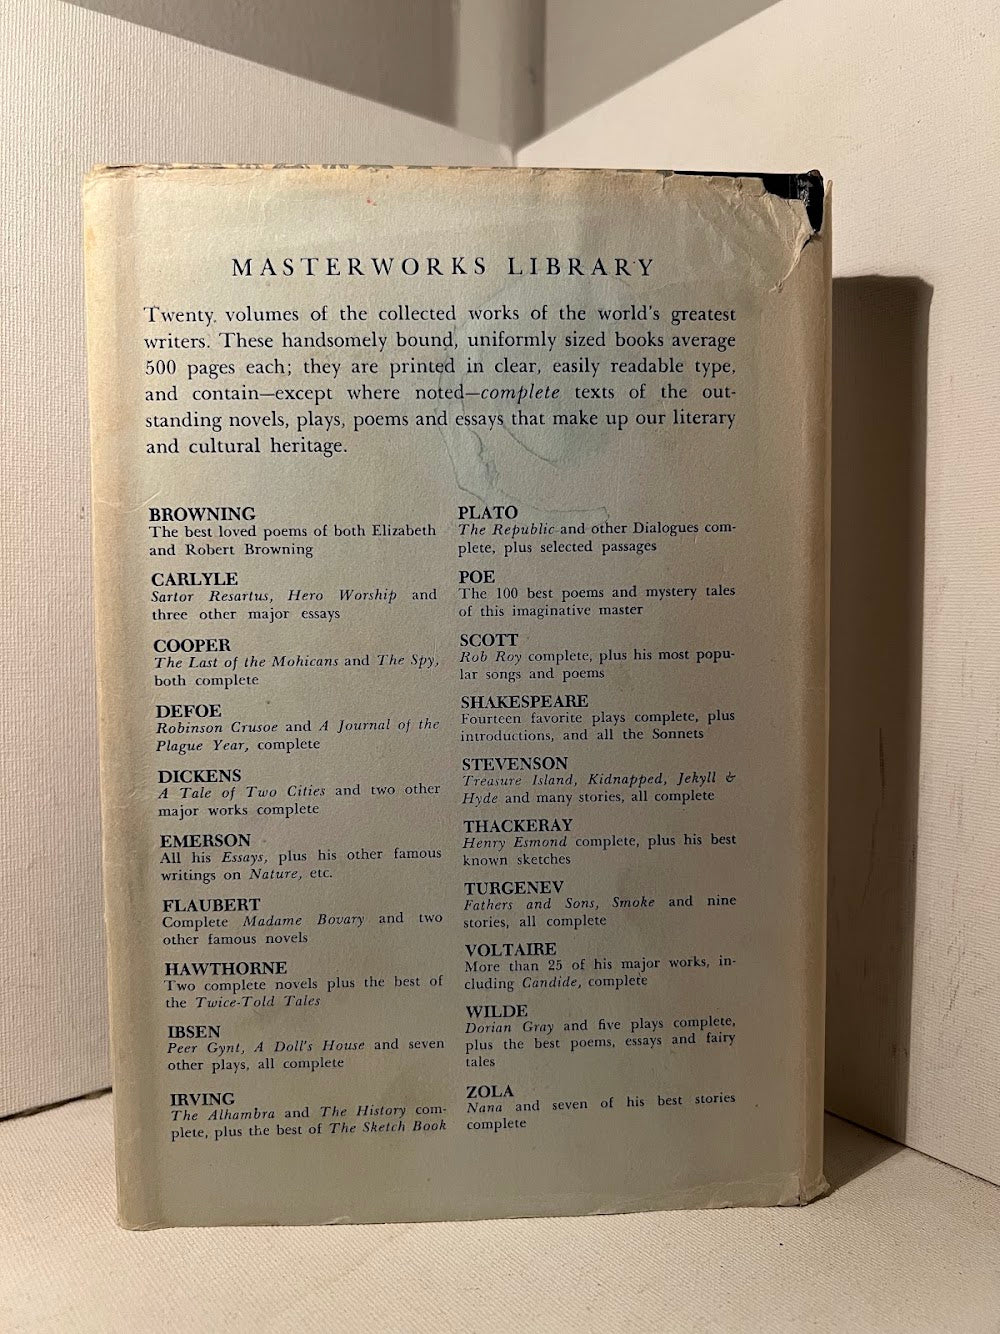 MASTERWORKS LIBRARY
Twenty volumes of the collected works of the world's greatest
writers. These handsomely bound, uniformly sized books average
500 pages each; they are printed in clear, easily readable type,
and contain—except where noted—complete texts of the out-
standing novels, plays, poems and essays that make up our literary
and cultural heritage.
BROWNING
The best loved poems of both Elizabeth
and Robert Browning
CARLYLE
Sartor Resartus, Hero Worship and
three other major essays
COOPER
The Last of the Mohicans and The Spy,
both complete
DEFOE
Robinson Crusoe and A Journal of the
Plague Year, complete
DICKENS
A Tale of Two Cities and two other
major works complete
EMERSON
All his Essays, plus his other famous
writings on Nature, etc.
FLAUBERT
Complete Madame Bovary and two
other famous novels
HAWTHORNE
Two complete novels plus the best of
the Twice-Told Tales
IBSEN
Peer Gynt, A Doll's House and seven
other plays, all complete
IRVING
The Alhambra and The History com-
plete, plus the best of The Sketch Book
PLATO
The Republic and other Dialogues com-
plete, plus selected passages
POE
The 100 best poems and mystery tales
of this imaginative master
SCOTT
Rob Roy complete, plus his most popu-
lar songs and poems
SHAKESPEARE
Fourteen favorite plays complete, plus
introductions, and all the Sonnets
STEVENSON
Treasure Island, Kidnapped, Jekyll &
Hyde and many stories, all complete
THACKERAY
Henry Esmond complete, plus his best
known sketches
TURGENEV
Fathers and Sons, Smoke and nine
stories, all complete
VOLTAIRE
More than 25 of his major works, in-
cluding Candide, complete
WILDE
Dorian Gray and five plays complete,
plus the best poems, essays and fairy
tales
ZOLA
Nana and seven of his best stories
complete